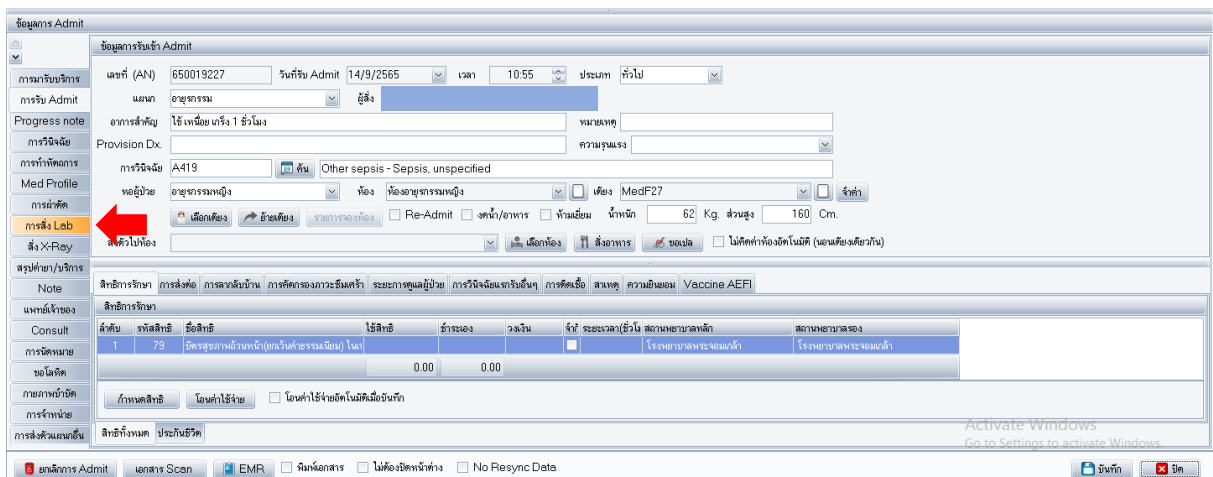 ข้อมูลการ Admit
ข้อมูลการรับเข้า Admit
การมารับบริการ
การรับ Admit
Progress note
การวินิจฉัย
การทำหัตถการ
Med Profile
การผ่าตัด
การสั่ง Lab
สั่ง X-Ray
สรุปค่ายา/บริการ
Note
แพทย์เจ้าของ
Consult
การนัดหมาย
ขอโลหิต
กายภาพบำบัด
การจำหน่าย
การส่งตัวแผนกอื่น
เลขที่ (AN) 650019227 วันที่รับ Admit 14/9/2565 เวลา 10:55 ประเภท ทั่วไป
แผนก อายุรกรรม ผู้สั่ง
อาการสำคัญ ไข้ เหนื่อย เกร็ง 1 ชั่วโมง หมายเหตุ
Provision Dx. ความรุนแรง
การวินิจฉัย A419 ค้น Other sepsis - Sepsis, unspecified
หอผู้ป่วย อายุรกรรมหญิง ห้อง ห้องอายุรกรรมหญิง เตียง MedF27 จำค่า
เลือกเตียง ย้ายเตียง รายการจองห้อง Re-Admit งดน้ำ/อาหาร ห้ามเยี่ยม น้ำหนัก 62 Kg. ส่วนสูง 160 Cm.
ส่งตัวไปห้อง เลือกห้อง สั่งอาหาร ขอเปล ไม่คิดค่าห้องอัตโนมัติ (นอนเตียงเดียวกัน)
สิทธิการรักษา การส่งต่อ การลากลับบ้าน การคัดกรองภาวะซึมเศร้า ระยะการดูแลผู้ป่วย การวินิจฉัยแรกรับอื่นๆ การติดเชื้อ สาเหตุ ความยินยอม Vaccine AEFI
สิทธิการรักษา
ลำดับ รหัสสิทธิ ชื่อสิทธิ ใช้สิทธิ ชำระเอง วงเงิน จำกั ระยะเวลา(ชั่วโม สถานพยาบาลหลัก สถานพยาบาลรอง
1 79 บัตรสุขภาพถ้วนหน้า(ยกเว้นค่าธรรมเนียม) ในเ โรงพยาบาลพระจอมเกล้า โรงพยาบาลพระจอมเกล้า
0.00 0.00
กำหนดสิทธิ โอนค่าใช้จ่าย โอนค่าใช้จ่ายอัตโนมัติเมื่อบันทึก
สิทธิทั้งหมด ประกันชีวิต
Activate Windows
Go to Settings to activate Windows.
ยกเลิกการ Admit เอกสาร Scan EMR พิมพ์เอกสาร ไม่ต้องปิดหน้าต่าง No Resync Data บันทึก ปิด